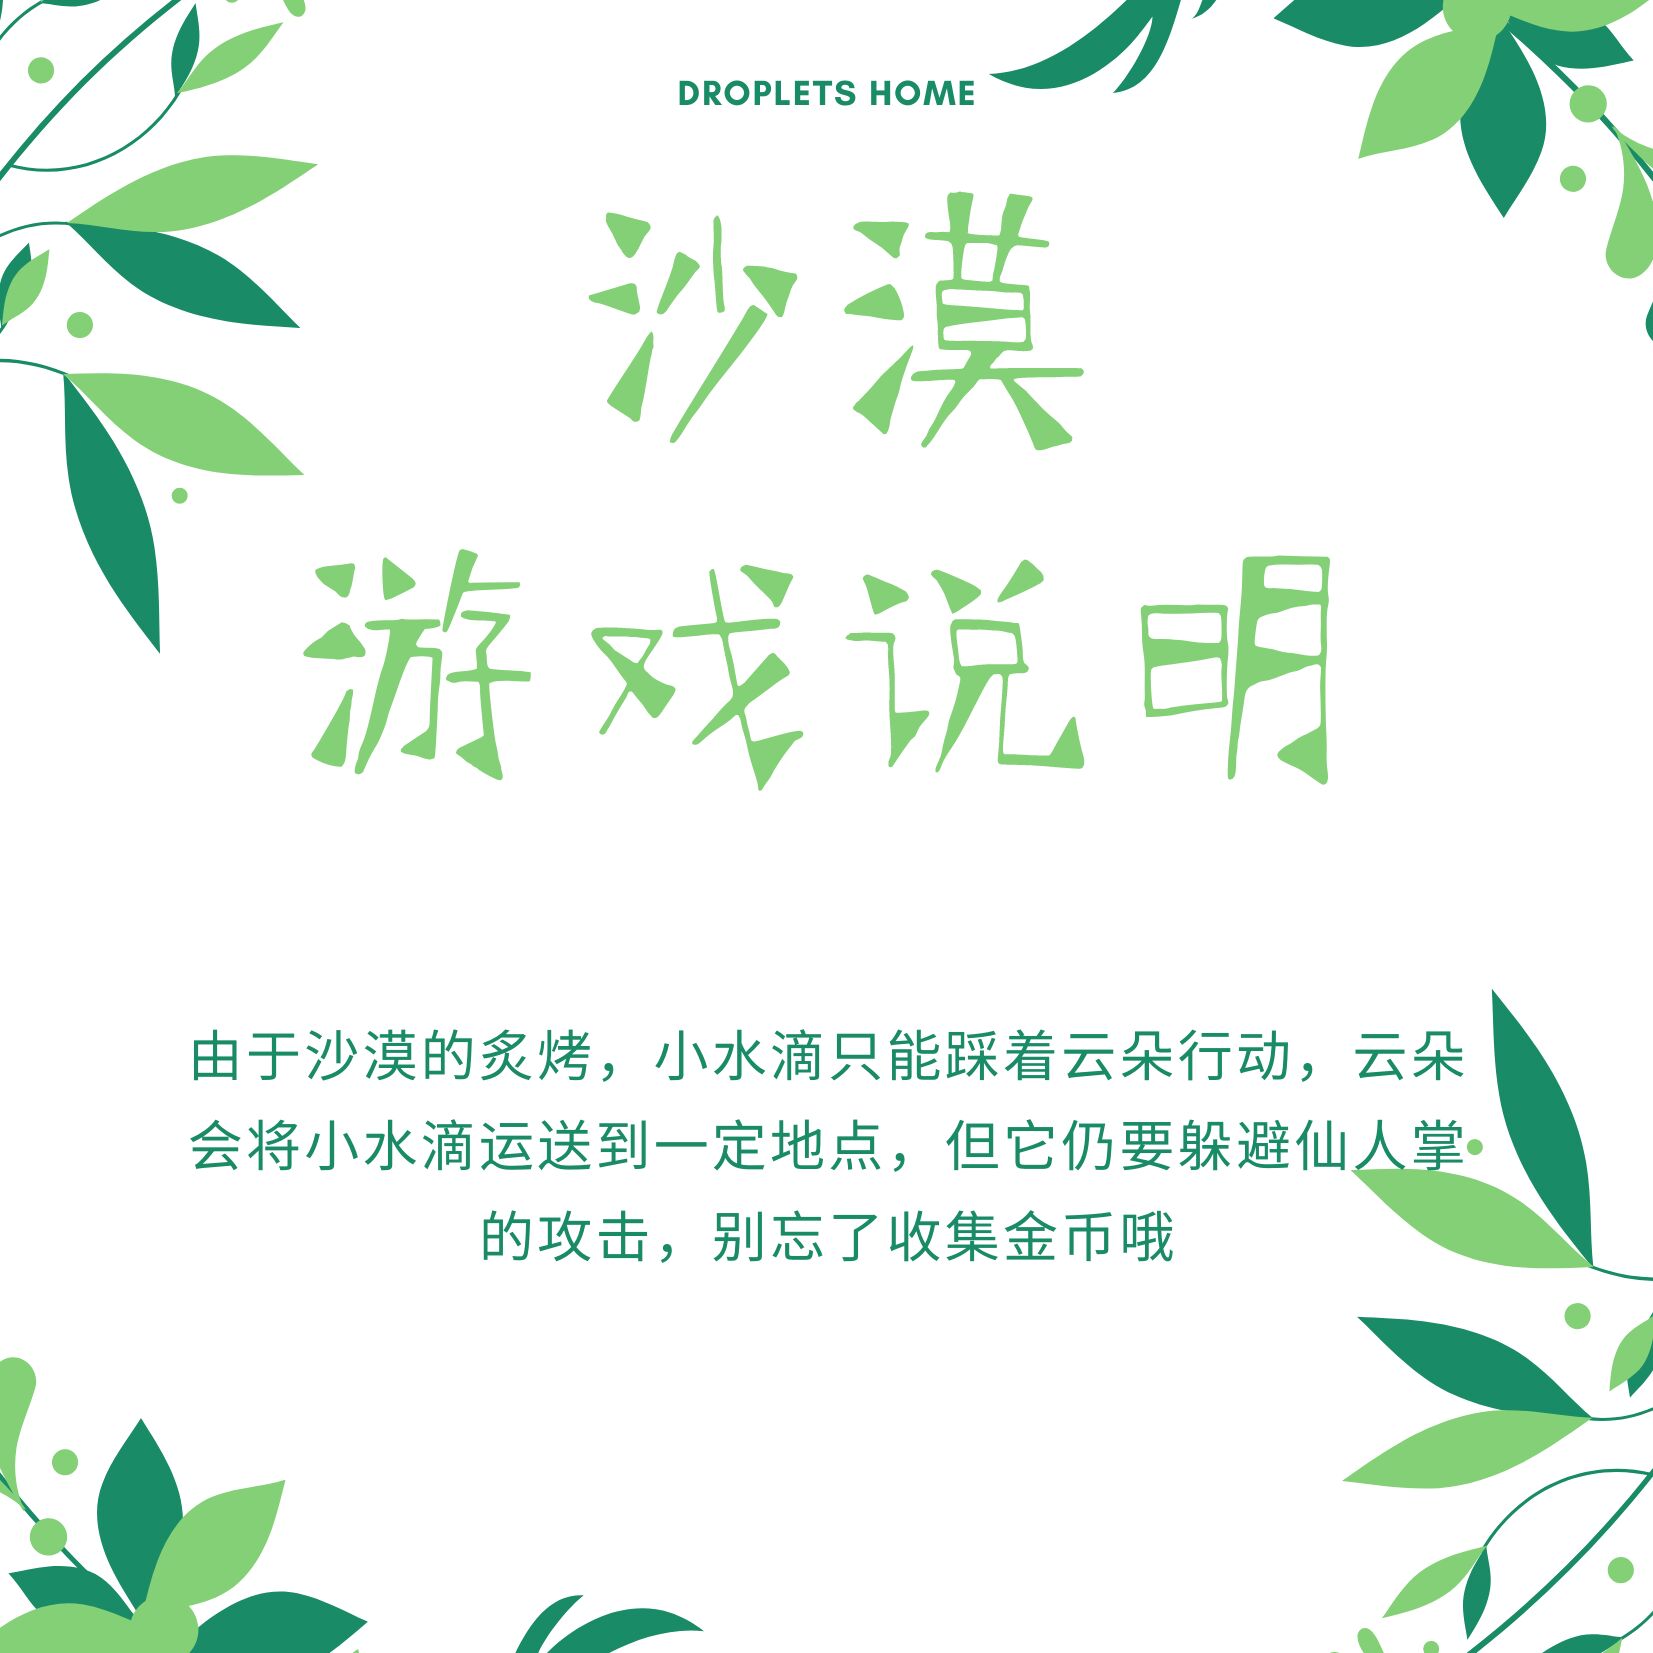 DROPLETS HOME
沙漠
游戏说明
由于沙漠的炙烤，小水滴只能踩着云朵行动，云朵
会将小水滴运送到一定地点，但它仍要躲避仙人掌
的攻击，别忘了收集金币哦